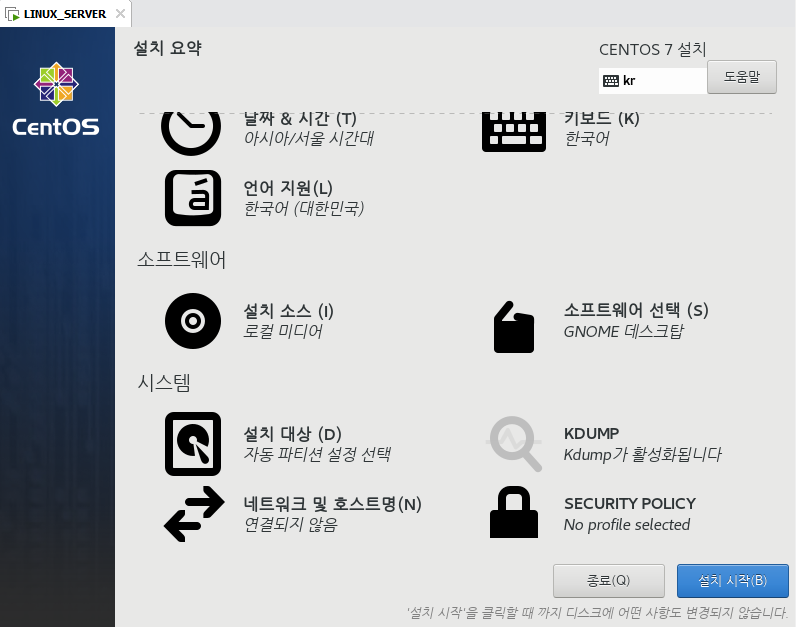 LINUX_SERVER
CentOS
설치 요약
CENTOS 7 설치
kr
도움말
날짜 & 시간 (T)
아시아/서울 시간대
키보드 (K)
한국어
언어 지원(L)
한국어 (대한민국)
소프트웨어
설치 소스 (I)
로컬 미디어
소프트웨어 선택 (S)
GNOME 데스크탑
시스템
설치 대상 (D)
자동 파티션 설정 선택
KDUMP
Kdump가 활성화됩니다
네트워크 및 호스트명(N)
연결되지 않음
SECURITY POLICY
No profile selected
종료(Q)
설치 시작(B)
'설치 시작'을 클릭할 때 까지 디스크에 어떤 사항도 변경되지 않습니다.